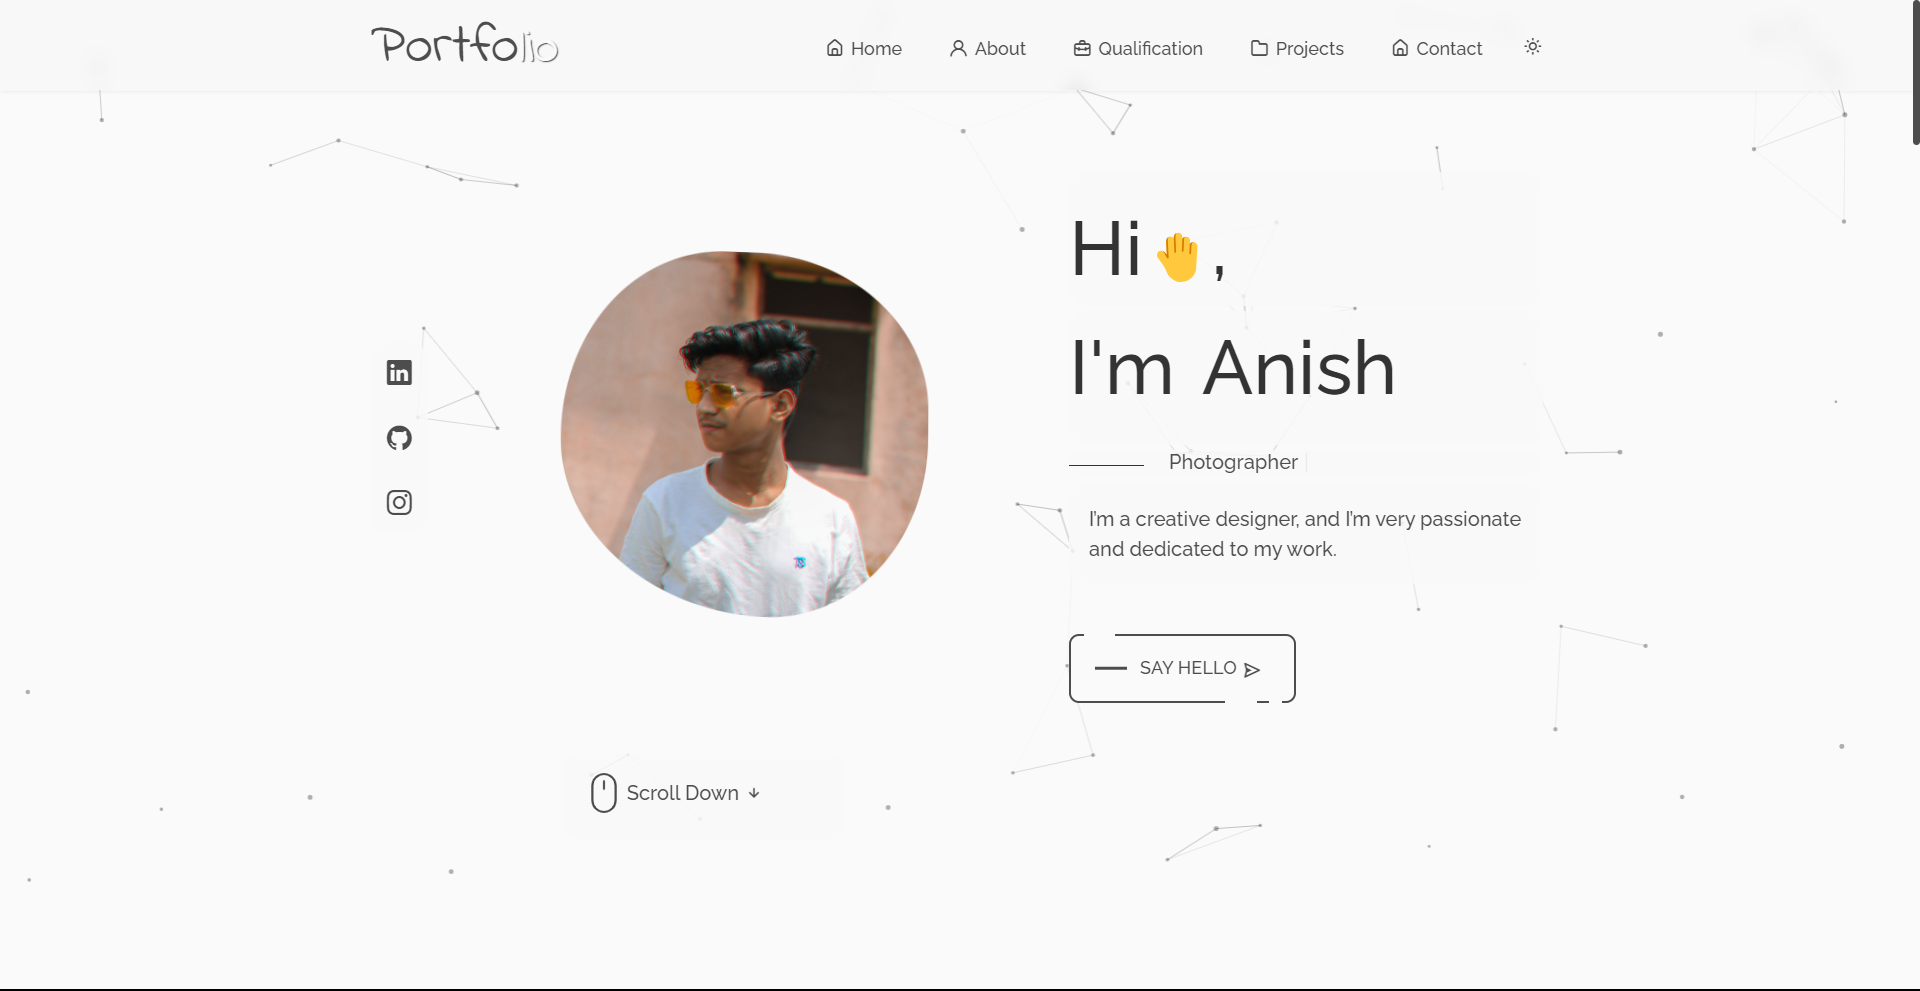 Portfolio
Home
About
Qualification
Projects
Contact
Hi 👋 ,
I'm Anish
Photographer
I'm a creative designer, and I'm very passionate
and dedicated to my work.
SAY HELLO
Scroll Down